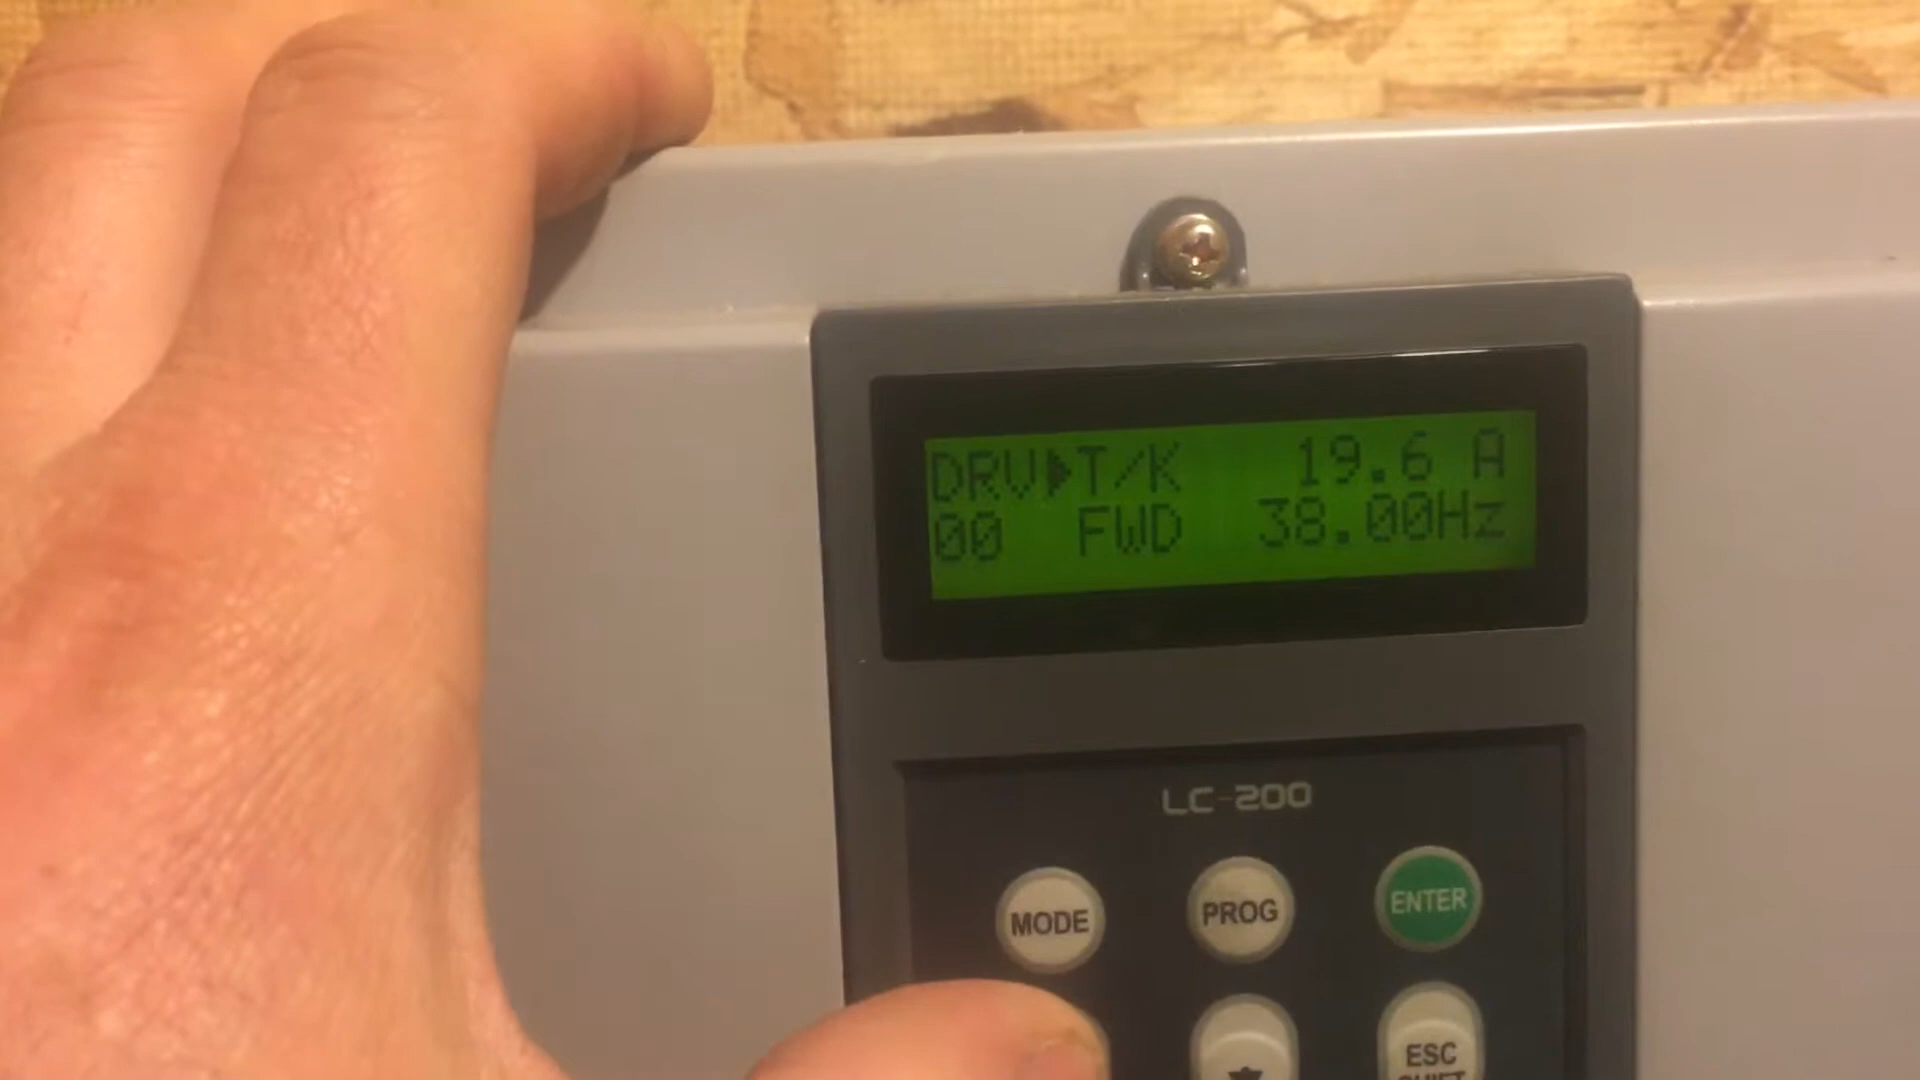 DRV▶T/K 19.6 A
00 FWD 38.00Hz
LC-200
MODE PROG ENTER
ESC